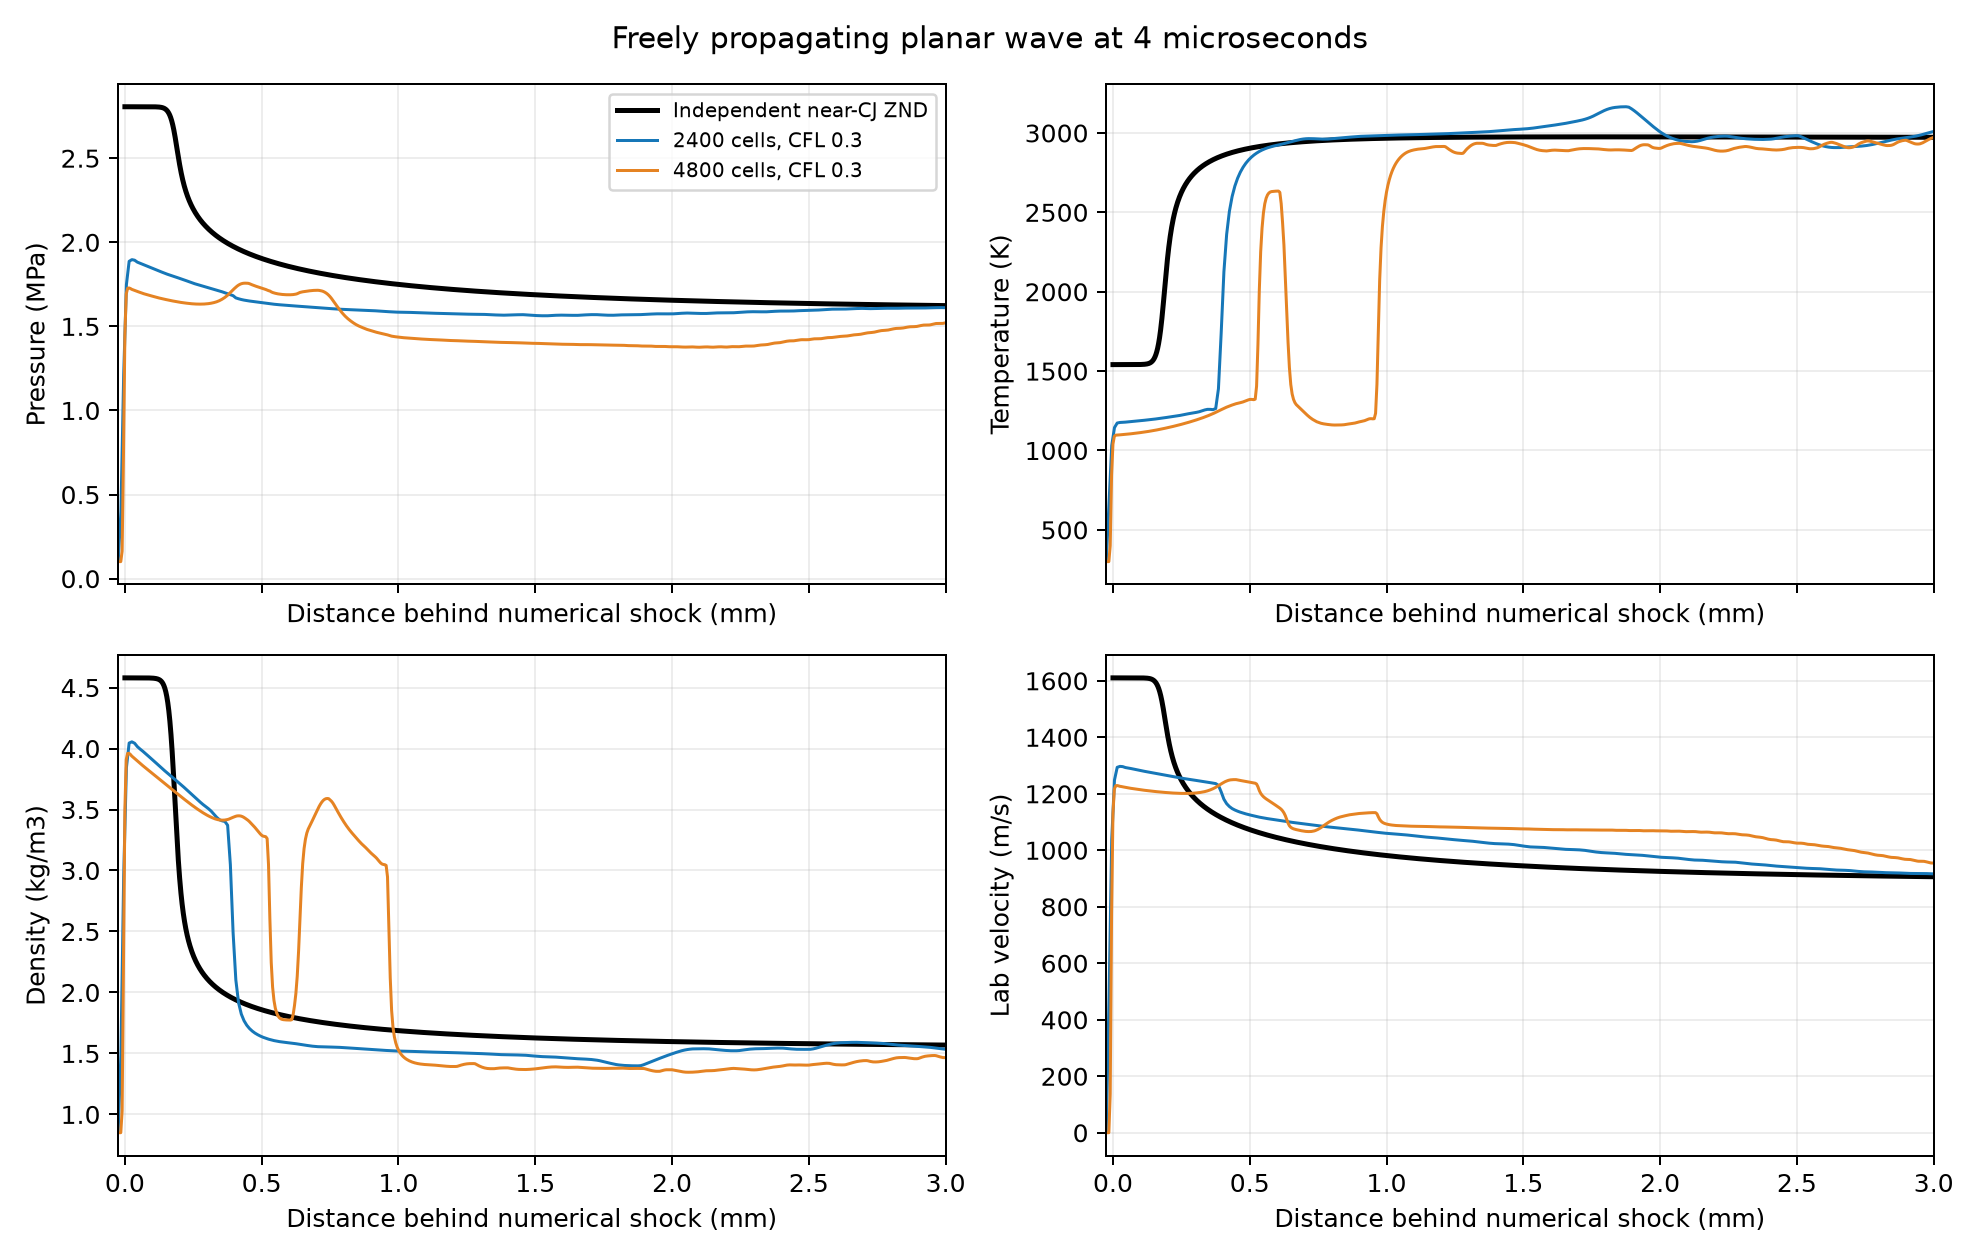 Freely propagating planar wave at 4 microseconds
Pressure (MPa)
2.5
2.0
1.5
1.0
0.5
0.0
Independent near-CJ ZND
2400 cells, CFL 0.3
4800 cells, CFL 0.3
Distance behind numerical shock (mm)
Temperature (K)
3000
2500
2000
1500
1000
500
Distance behind numerical shock (mm)
Density (kg/m3)
4.5
4.0
3.5
3.0
2.5
2.0
1.5
1.0
0.0 0.5 1.0 1.5 2.0 2.5 3.0
Distance behind numerical shock (mm)
Lab velocity (m/s)
1600
1400
1200
1000
800
600
400
200
0
0.0 0.5 1.0 1.5 2.0 2.5 3.0
Distance behind numerical shock (mm)